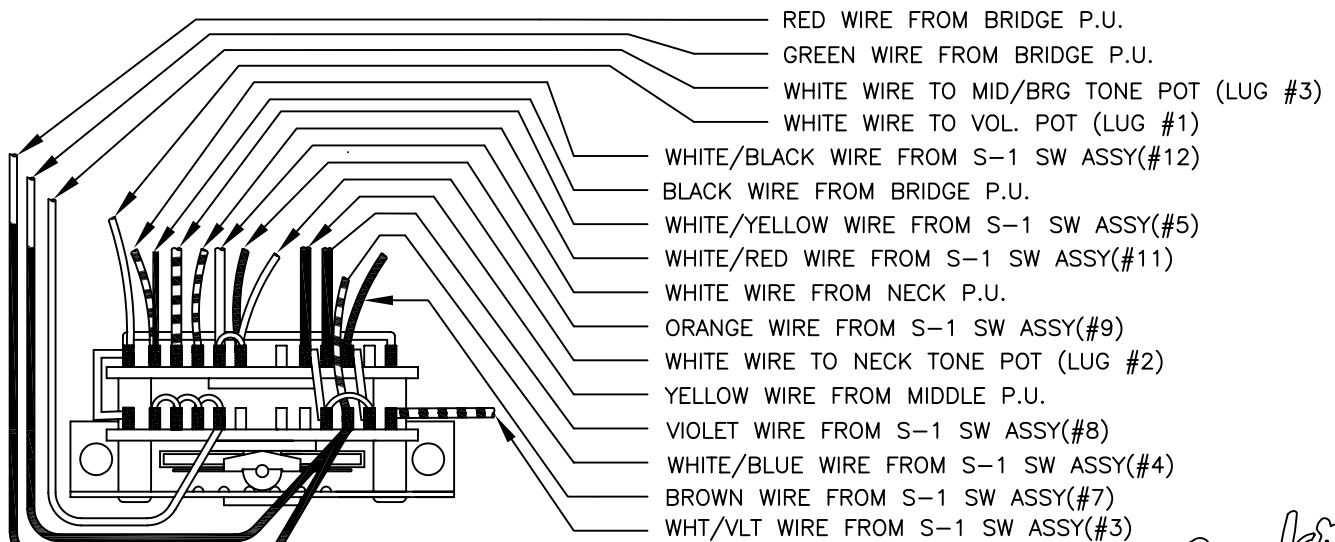 RED WIRE FROM BRIDGE P.U.
GREEN WIRE FROM BRIDGE P.U.
WHITE WIRE TO MID/BRG TONE POT (LUG #3)
WHITE WIRE TO VOL. POT (LUG #1)
WHITE/BLACK WIRE FROM S-1 SW ASSY(#12)
BLACK WIRE FROM BRIDGE P.U.
WHITE/YELLOW WIRE FROM S-1 SW ASSY(#5)
WHITE/RED WIRE FROM S-1 SW ASSY(#11)
WHITE WIRE FROM NECK P.U.
ORANGE WIRE FROM S-1 SW ASSY(#9)
WHITE WIRE TO NECK TONE POT (LUG #2)
YELLOW WIRE FROM MIDDLE P.U.
VIOLET WIRE FROM S-1 SW ASSY(#8)
WHITE/BLUE WIRE FROM S-1 SW ASSY(#4)
BROWN WIRE FROM S-1 SW ASSY(#7)
WHT/VLT WIRE FROM S-1 SW ASSY(#3)